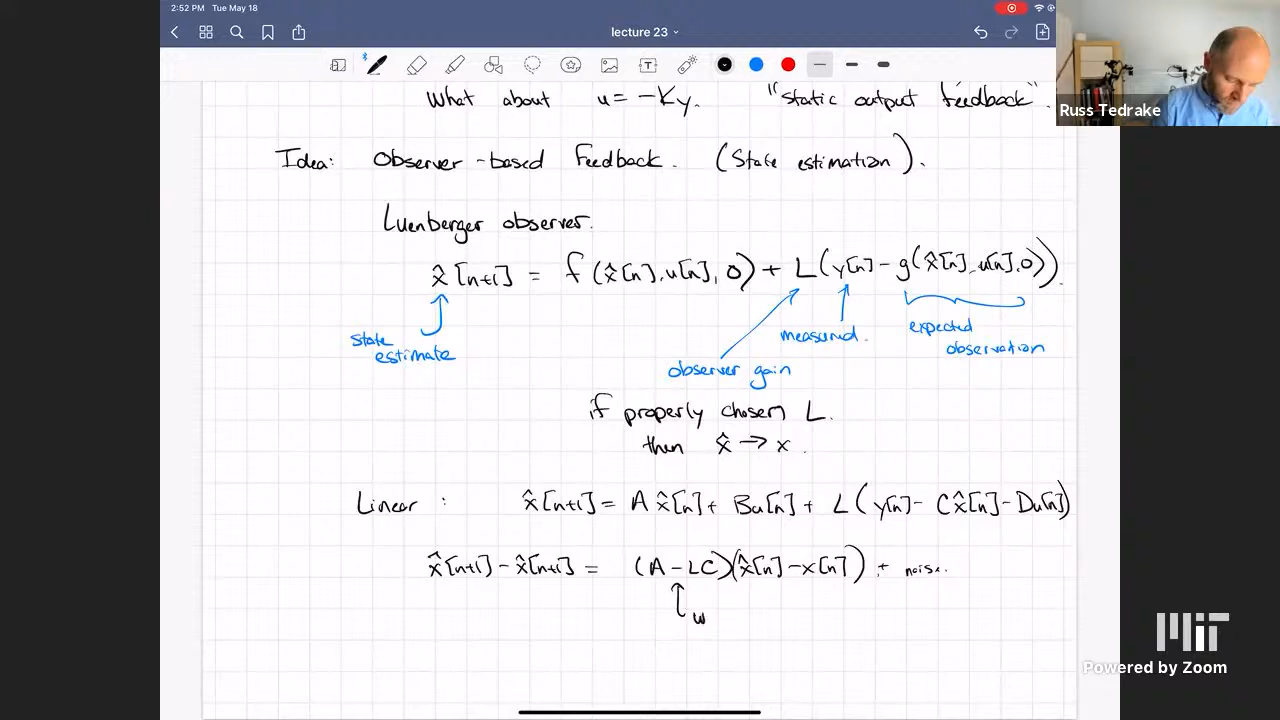 2:52 PM Tue May 18
lecture 23
What about u = -Ky. "static output feedback".
Russ Tedrake
Idea: Observer-based Feedback. (State estimation).
Luenberger observer.
x̂[n+1] = f(x̂[n], u[n], 0) + L(y[n] - g(x̂[n], u[n], 0)).
state estimate
measured.
expected observation
observer gain
if properly chosen L.
then x̂ → x.
Linear : x̂[n+1] = Ax̂[n] + Bu[n] + L(y[n] - Cx̂[n] - Du[n])
x̂[n+1] - x̂[n+1] = (A - LC)(x̂[n] - x[n]) + noise.
w
MIT
Powered by Zoom